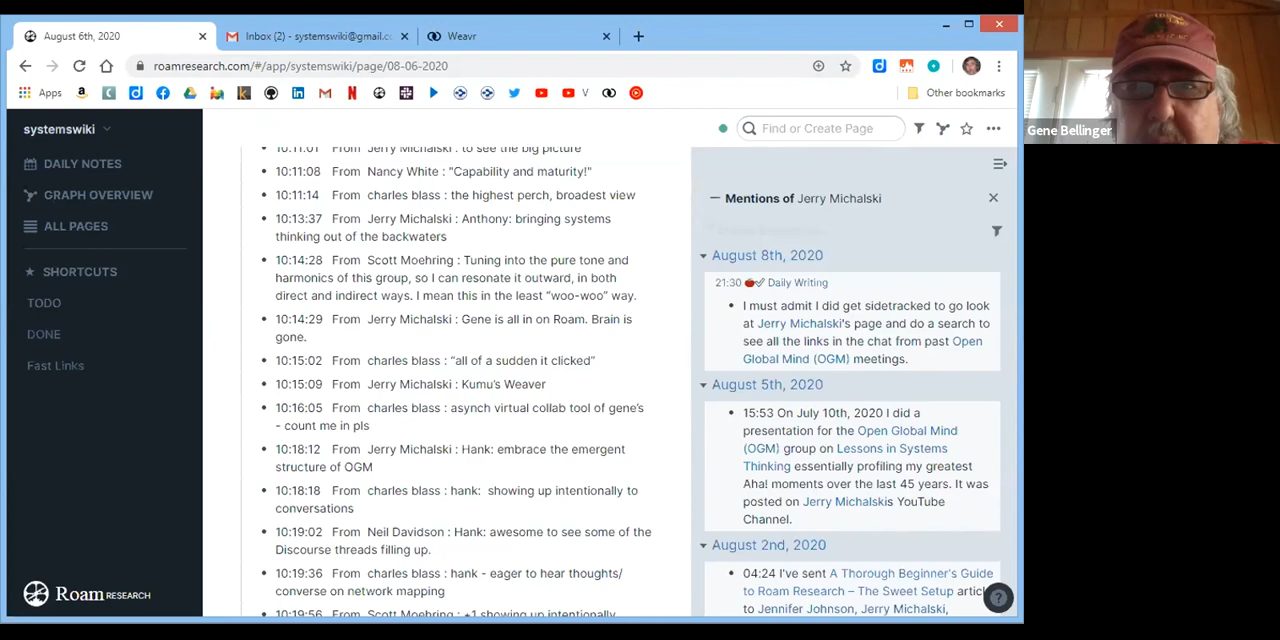 August 6th, 2020
Inbox (2) - systemswiki@gmail.cc
Weavr
roamresearch.com/#/app/systemswiki/page/08-06-2020
Apps
V
Other bookmarks
Gene Bellinger
systemswiki
DAILY NOTES
GRAPH OVERVIEW
ALL PAGES
SHORTCUTS
TODO
DONE
Fast Links
Roam RESEARCH
Find or Create Page
10:11:01 From Jerry Michalski : to see the big picture
10:11:08 From Nancy White : "Capability and maturity!"
10:11:14 From charles blass : the highest perch, broadest view
10:13:37 From Jerry Michalski : Anthony: bringing systems
thinking out of the backwaters
10:14:28 From Scott Moehring : Tuning into the pure tone and
harmonics of this group, so I can resonate it outward, in both
direct and indirect ways. I mean this in the least “woo-woo” way.
10:14:29 From Jerry Michalski : Gene is all in on Roam. Brain is
gone.
10:15:02 From charles blass : “all of a sudden it clicked”
10:15:09 From Jerry Michalski : Kumu’s Weaver
10:16:05 From charles blass : asynch virtual collab tool of gene’s
- count me in pls
10:18:12 From Jerry Michalski : Hank: embrace the emergent
structure of OGM
10:18:18 From charles blass : hank: showing up intentionally to
conversations
10:19:02 From Neil Davidson : Hank: awesome to see some of the
Discourse threads filling up.
10:19:36 From charles blass : hank - eager to hear thoughts/
converse on network mapping
10:19:56 From Scott Moehring : +1 showing up intentionally
Mentions of Jerry Michalski
August 8th, 2020
21:30 Daily Writing
I must admit I did get sidetracked to go look
at Jerry Michalski's page and do a search to
see all the links in the chat from past Open
Global Mind (OGM) meetings.
August 5th, 2020
15:53 On July 10th, 2020 I did a
presentation for the Open Global Mind
(OGM) group on Lessons in Systems
Thinking essentially profiling my greatest
Aha! moments over the last 45 years. It was
posted on Jerry Michalskis YouTube
Channel.
August 2nd, 2020
04:24 I've sent A Thorough Beginner's Guide
to Roam Research – The Sweet Setup artic
to Jennifer Johnson, Jerry Michalski,